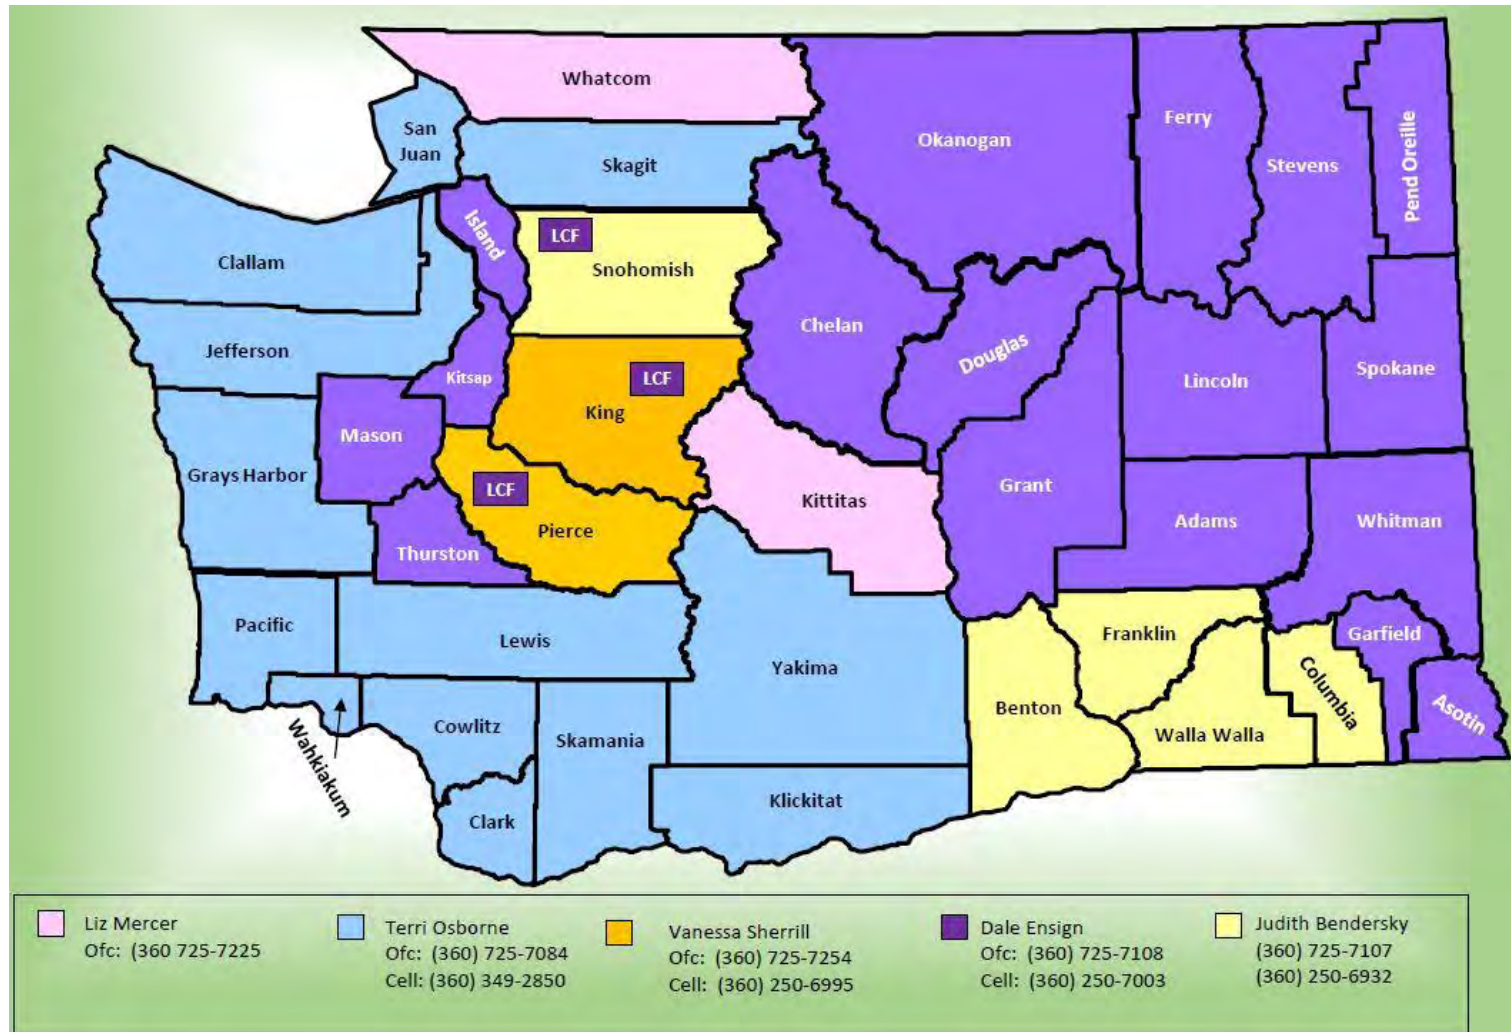 Whatcom
San
Juan
Skagit
Okanogan
Ferry
Stevens
Pend Oreille
Island
LCF
Snohomish
Clallam
Chelan
Douglas
Jefferson
Kitsap
LCF
King
Lincoln
Spokane
Mason
Grays Harbor
LCF
Pierce
Kittitas
Grant
Adams
Whitman
Thurston
Pacific
Lewis
Yakima
Franklin
Garfield
Columbia
Benton
Walla Walla
Asotin
Wahkiakum
Cowlitz
Skamania
Klickitat
Clark
Liz Mercer
Ofc: (360 725-7225
Terri Osborne
Ofc: (360) 725-7084
Cell: (360) 349-2850
Vanessa Sherrill
Ofc: (360) 725-7254
Cell: (360) 250-6995
Dale Ensign
Ofc: (360) 725-7108
Cell: (360) 250-7003
Judith Bendersky
(360) 725-7107
(360) 250-6932